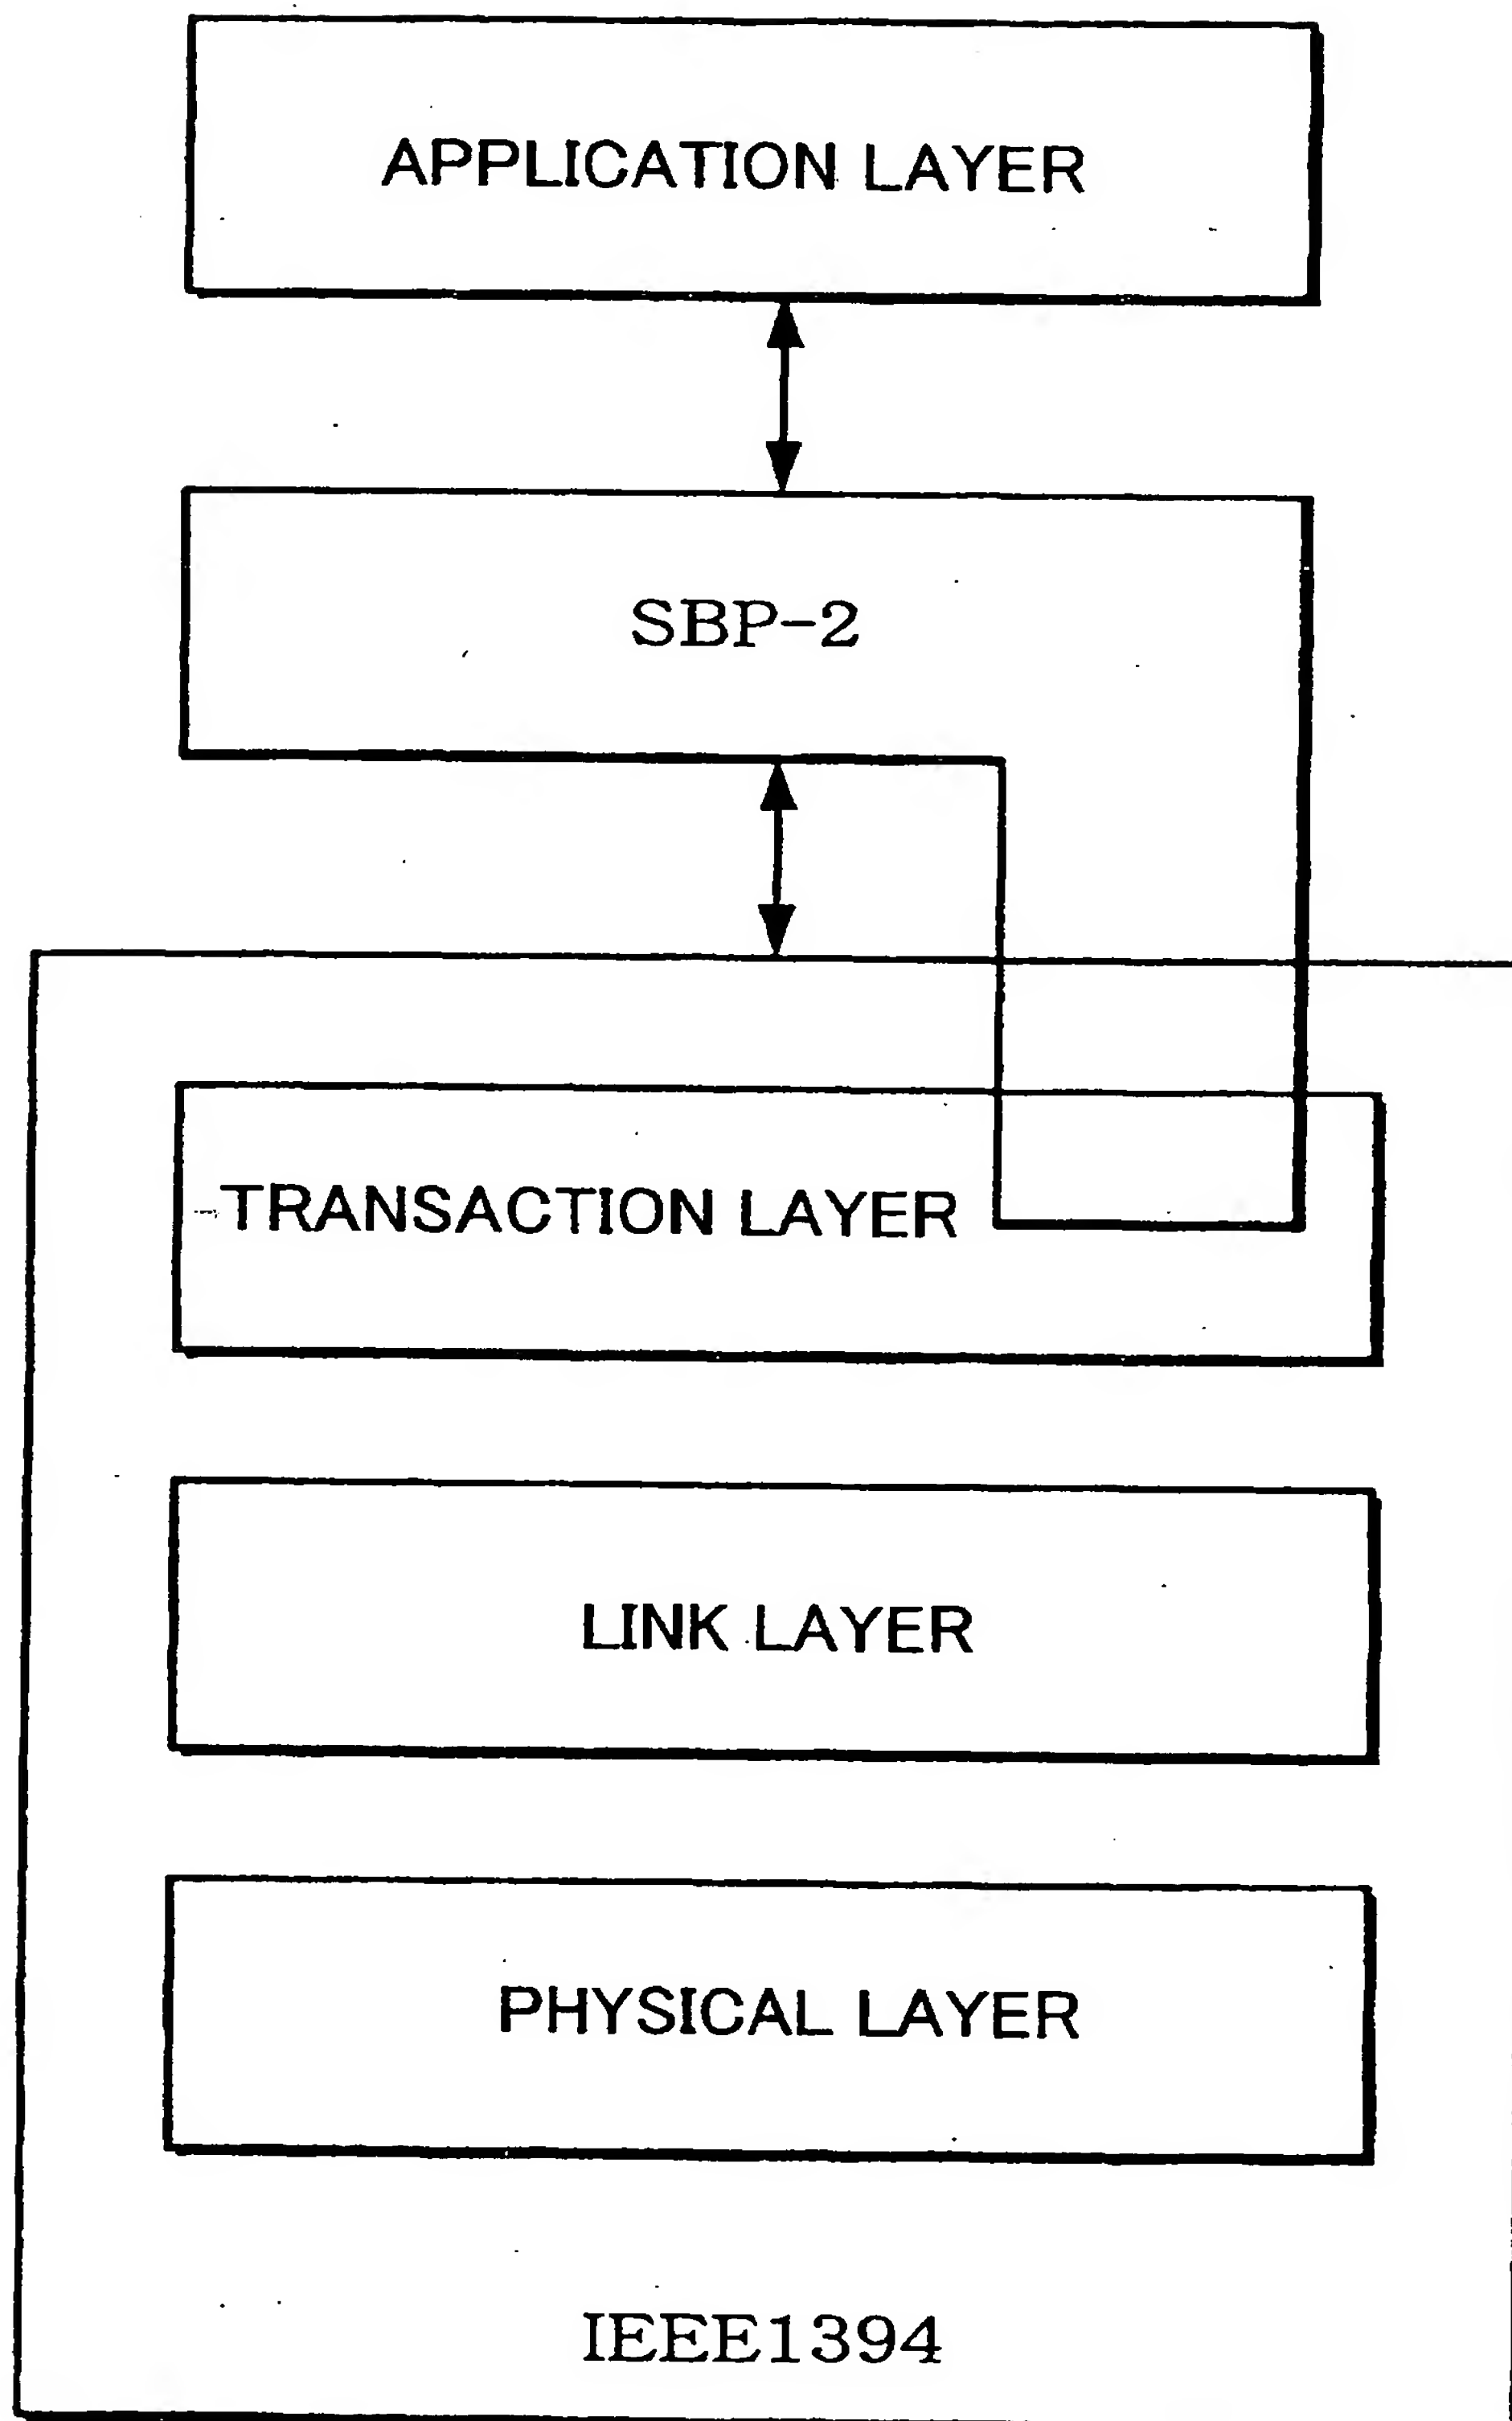 APPLICATION LAYER
SBP-2
TRANSACTION LAYER
LINK LAYER
PHYSICAL LAYER
IEEE1394